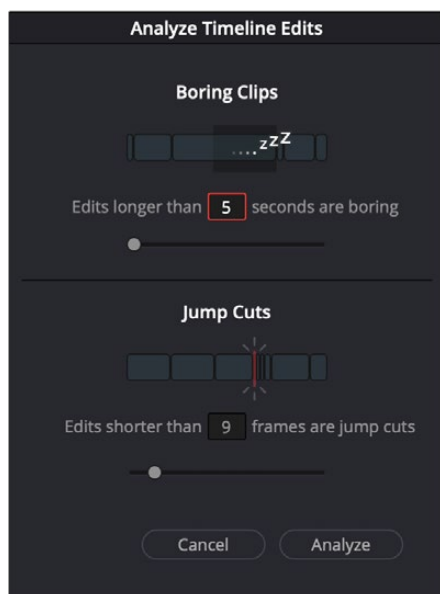 Analyze Timeline Edits
Boring Clips
....zzZ
Edits longer than 5 seconds are boring
Jump Cuts
Edits shorter than 9 frames are jump cuts
Cancel Analyze